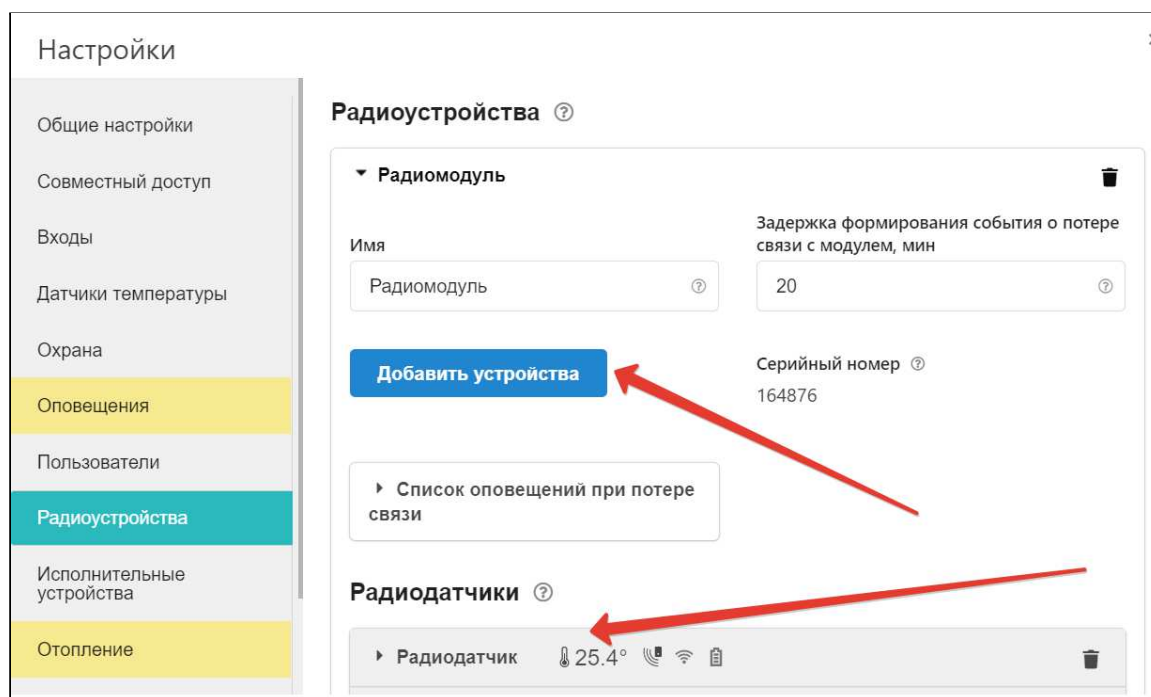 Настройки
Общие настройки
Совместный доступ
Входы
Датчики температуры
Охрана
Оповещения
Пользователи
Радиоустройства
Исполнительные
устройства
Отопление
Радиоустройства
Радиомодуль
Имя
Радиомодуль
Задержка формирования события о потере
связи с модулем, мин
20
Добавить устройства
Серийный номер
164876
Список оповещений при потере
связи
Радиодатчики
Радиодатчик 25.4°